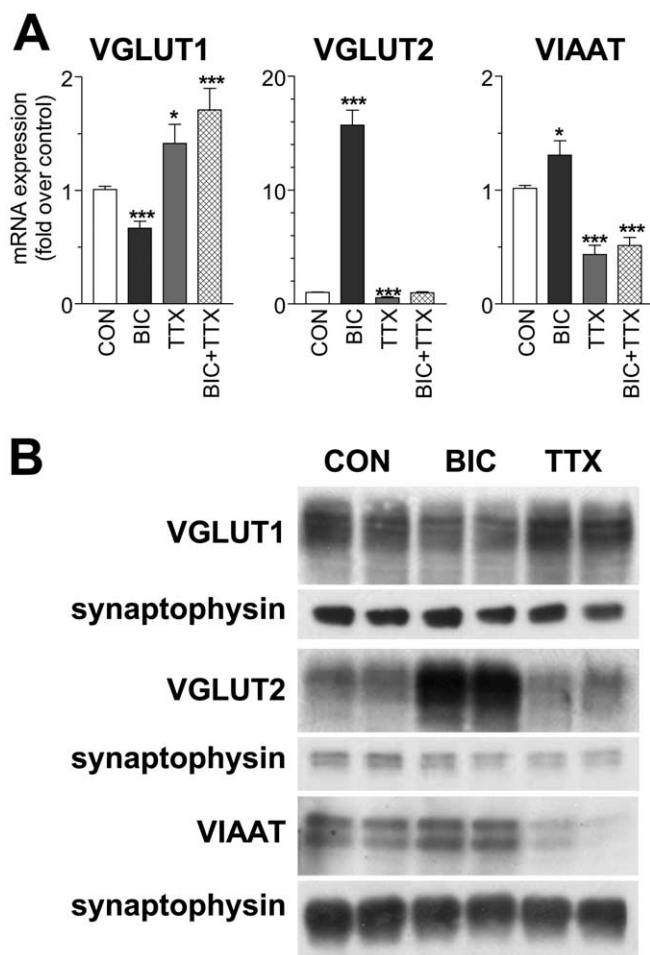 A
VGLUT1 VGLUT2 VIAAT
mRNA expression
(fold over control)
2
1
0
***
*
***
CON
BIC
TTX
BIC+TTX
20
10
0
***
***
CON
BIC
TTX
BIC+TTX
2
1
0
*
***
***
CON
BIC
TTX
BIC+TTX
B
CON BIC TTX
VGLUT1
synaptophysin
VGLUT2
synaptophysin
VIAAT
synaptophysin